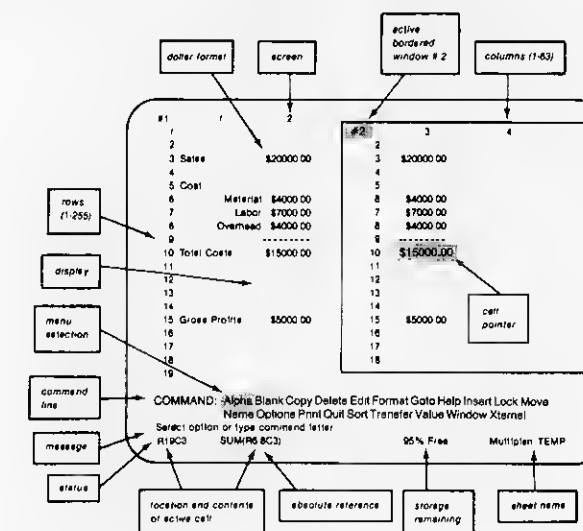 active
bordered
window # 2
dollar format
screen
columns (1-63)
#1 1 2
#2 3 4
1
2 2
3 Sales $20000.00 3 $20000.00
4 4
5 Cost 5
6 Material $4000.00 6 $4000.00
7 Labor $7000.00 7 $7000.00
8 Overhead $4000.00 8 $4000.00
9 ---------- 9 ----------
10 Total Costs $15000.00 10 $15000.00
11 11
12 12
13 13
14 14
15 Gross Profits $5000.00 15 $5000.00
16 16
17 17
18 18
19
rows
(1-255)
display
menu
selection
cell
pointer
command
line
COMMAND: Alpha Blank Copy Delete Edit Format Goto Help Insert Lock Move
Name Options Print Quit Sort Transfer Value Window Xternal
message
Select option or type command letter
R19C3 SUM(R6:8C3) 95% Free Multiplan TEMP
status
location and contents
of active cell
absolute reference
storage
remaining
sheet name